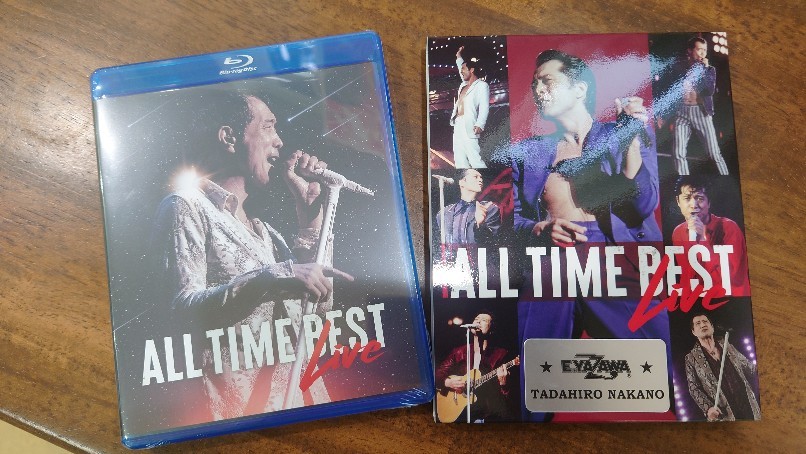 Blu-ray Disc
ALL TIME BEST
Live
ALL TIME BEST
Live
★ E.YAZAWA ★
TADAHIRO NAKANO